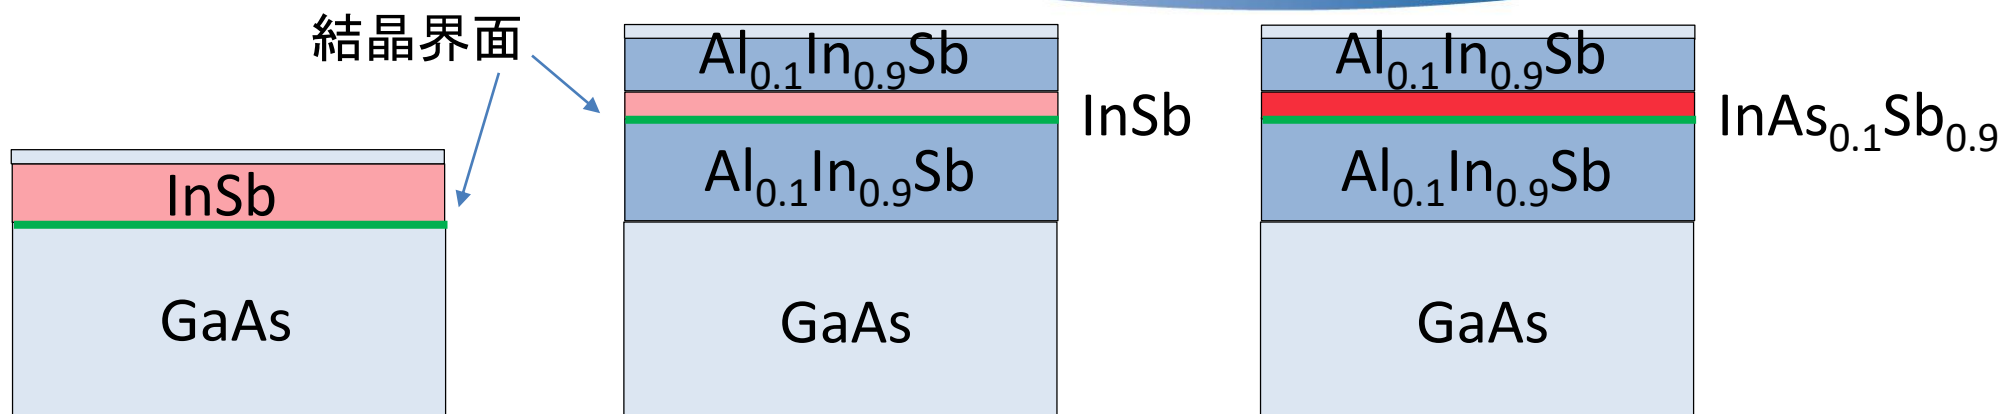 結晶界面
InSb
GaAs
Al0.1In0.9Sb
InSb
Al0.1In0.9Sb
GaAs
Al0.1In0.9Sb
InAs0.1Sb0.9
Al0.1In0.9Sb
GaAs